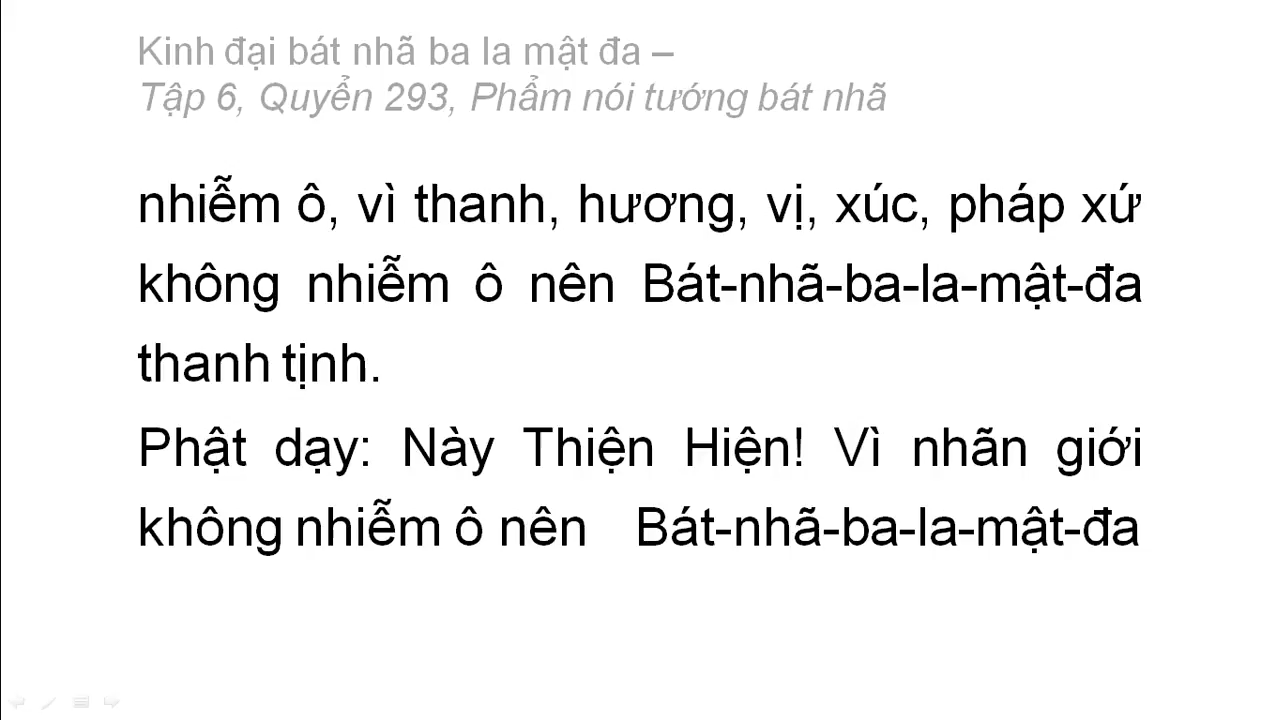 Kinh đại bát nhã ba la mật đa –
Tập 6, Quyển 293, Phẩm nói tướng bát nhã
nhiễm ô, vì thanh, hương, vị, xúc, pháp xứ
không nhiễm ô nên Bát-nhã-ba-la-mật-đa
thanh tịnh.
Phật dạy: Này Thiện Hiện! Vì nhãn giới
không nhiễm ô nên Bát-nhã-ba-la-mật-đa